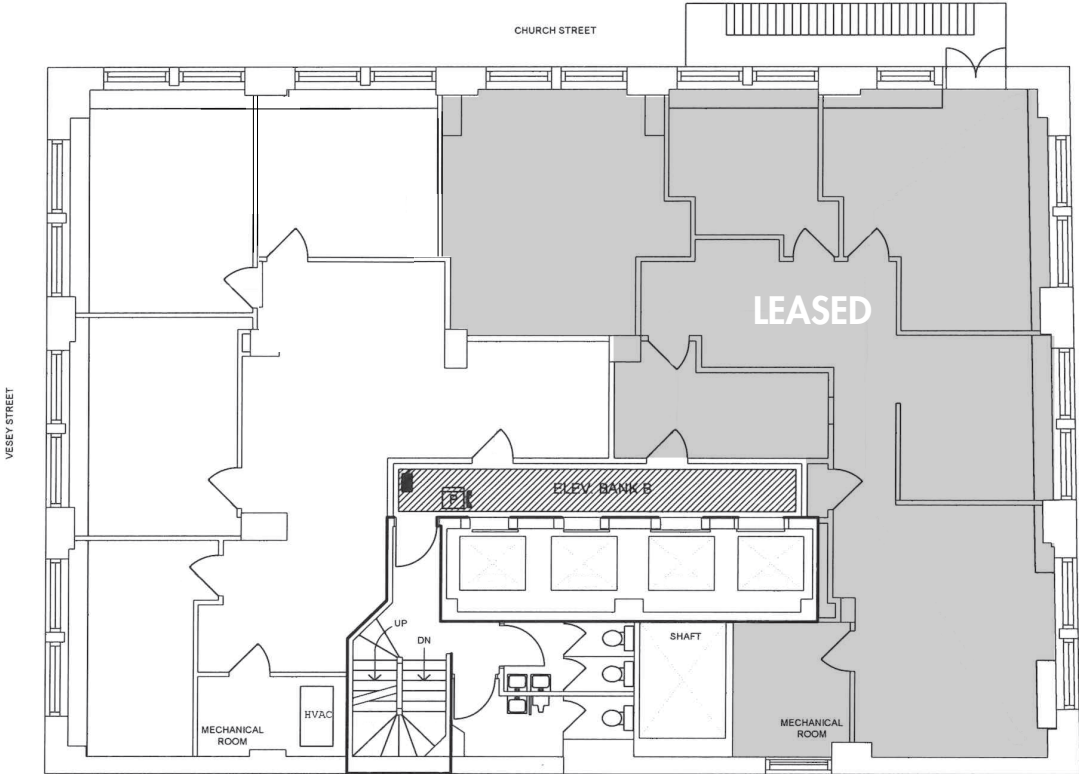 CHURCH STREET
LEASED
VESEY STREET
ELEV. BANK B
P
UP
DN
SHAFT
HVAC
MECHANICAL
ROOM
MECHANICAL
ROOM